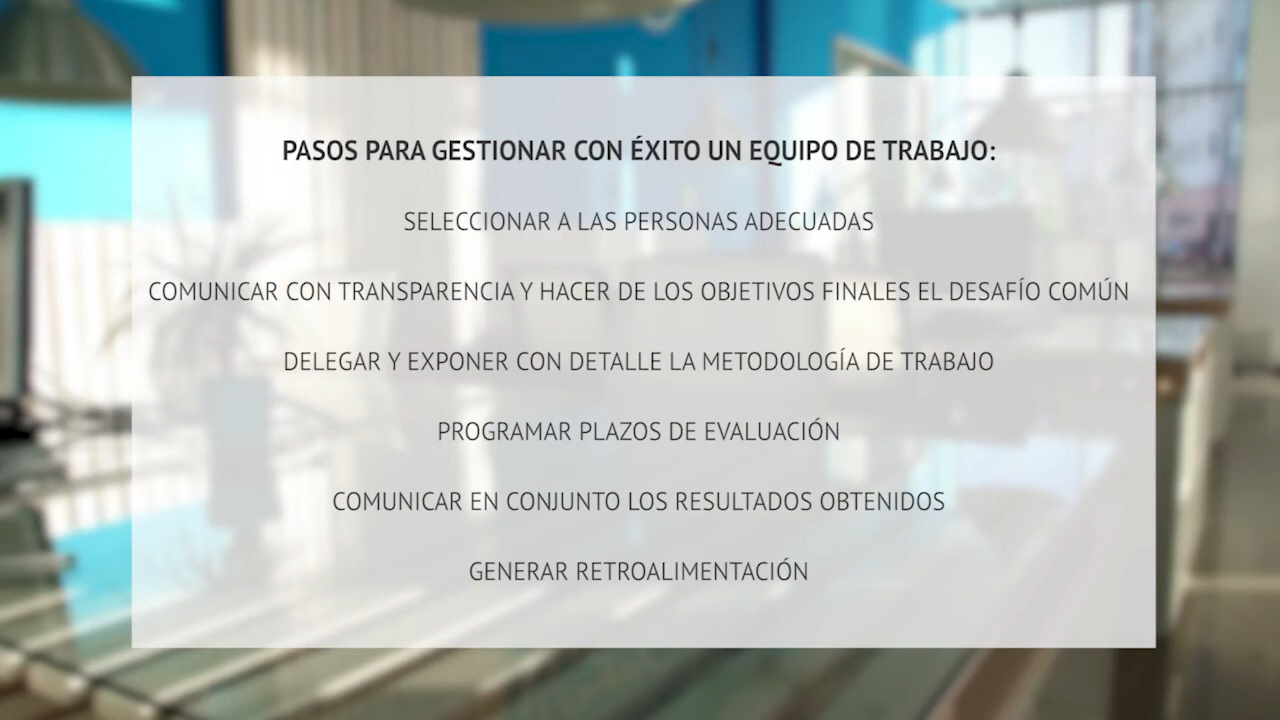 PASOS PARA GESTIONAR CON ÉXITO UN EQUIPO DE TRABAJO:
SELECCIONAR A LAS PERSONAS ADECUADAS
COMUNICAR CON TRANSPARENCIA Y HACER DE LOS OBJETIVOS FINALES EL DESAFÍO COMÚN
DELEGAR Y EXPONER CON DETALLE LA METODOLOGÍA DE TRABAJO
PROGRAMAR PLAZOS DE EVALUACIÓN
COMUNICAR EN CONJUNTO LOS RESULTADOS OBTENIDOS
GENERAR RETROALIMENTACIÓN